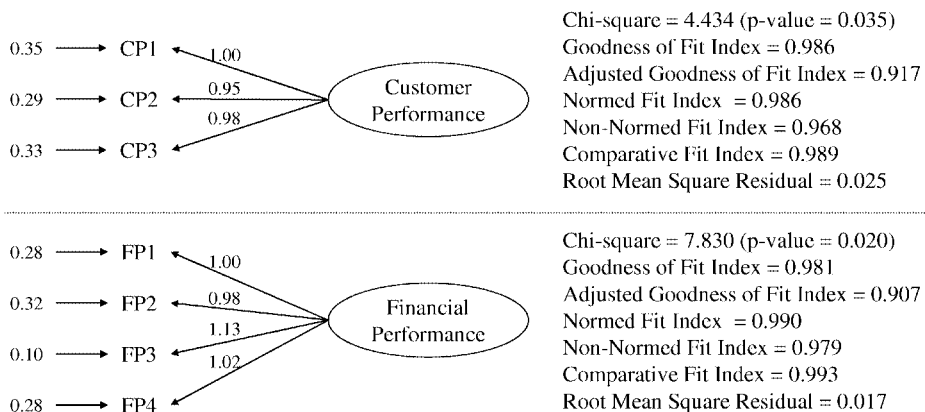 Chi-square = 4.434 (p-value = 0.035)
0.35 CP1 1.00 Goodness of Fit Index = 0.986
Adjusted Goodness of Fit Index = 0.917
0.29 CP2 0.95 Customer Performance Normed Fit Index = 0.986
Non-Normed Fit Index = 0.968
0.33 CP3 0.98 Comparative Fit Index = 0.989
Root Mean Square Residual = 0.025
0.28 FP1 1.00 Chi-square = 7.830 (p-value = 0.020)
Goodness of Fit Index = 0.981
0.32 FP2 0.98 Financial Performance Adjusted Goodness of Fit Index = 0.907
Normed Fit Index = 0.990
0.10 FP3 1.13 Non-Normed Fit Index = 0.979
1.02 Comparative Fit Index = 0.993
0.28 FP4 Root Mean Square Residual = 0.017